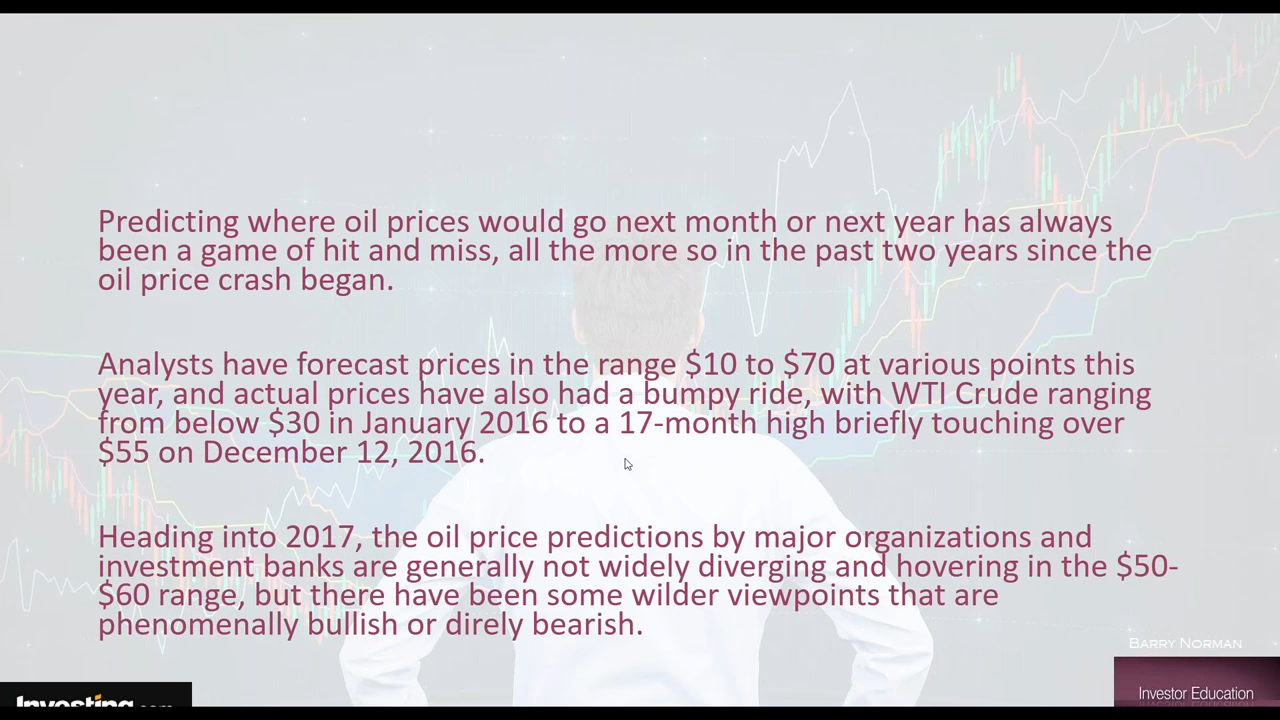 Predicting where oil prices would go next month or next year has always
been a game of hit and miss, all the more so in the past two years since the
oil price crash began.
Analysts have forecast prices in the range $10 to $70 at various points this
year, and actual prices have also had a bumpy ride, with WTI Crude ranging
from below $30 in January 2016 to a 17-month high briefly touching over
$55 on December 12, 2016.
Heading into 2017, the oil price predictions by major organizations and
investment banks are generally not widely diverging and hovering in the $50-
$60 range, but there have been some wilder viewpoints that are
phenomenally bullish or direly bearish.
Barry Norman
Investing.com
Investor Education